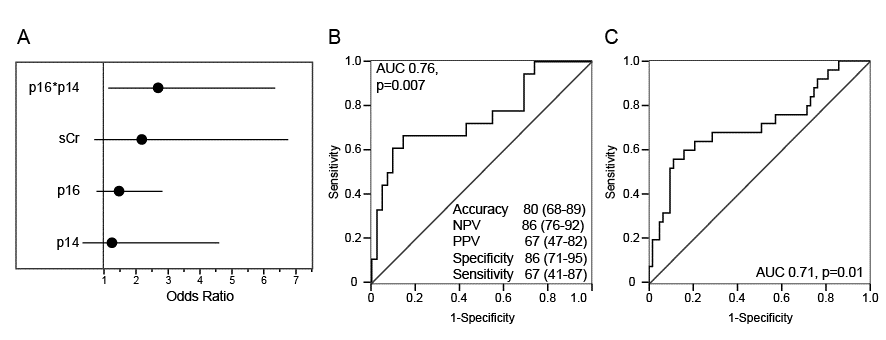 A
p16*p14
sCr
p16
p14
1 2 3 4 5 6 7
Odds Ratio
B
AUC 0.76,
p=0.007
1.0
0.8
0.6
0.4
0.2
0
Sensitivity
Accuracy 80 (68-89)
NPV 86 (76-92)
PPV 67 (47-82)
Specificity 86 (71-95)
Sensitivity 67 (41-87)
0 0.2 0.4 0.6 0.8 1.0
1-Specificity
C
1.0
0.8
0.6
0.4
0.2
0
Sensitivity
AUC 0.71, p=0.01
0 0.2 0.4 0.6 0.8 1.0
1-Specificity